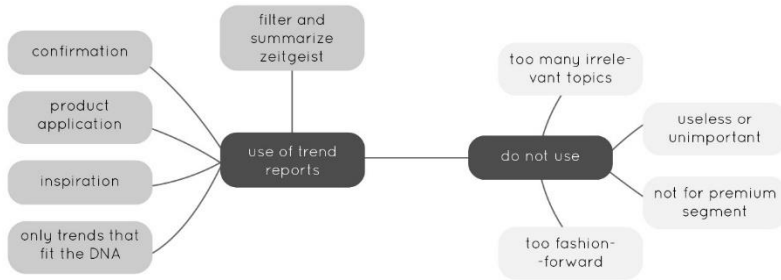 filter and
summarize
zeitgeist
confirmation
product
application
inspiration
only trends that
fit the DNA
use of trend
reports
do not use
too many irrele-
vant topics
useless or
unimportant
not for premium
segment
too fashion-
-forward